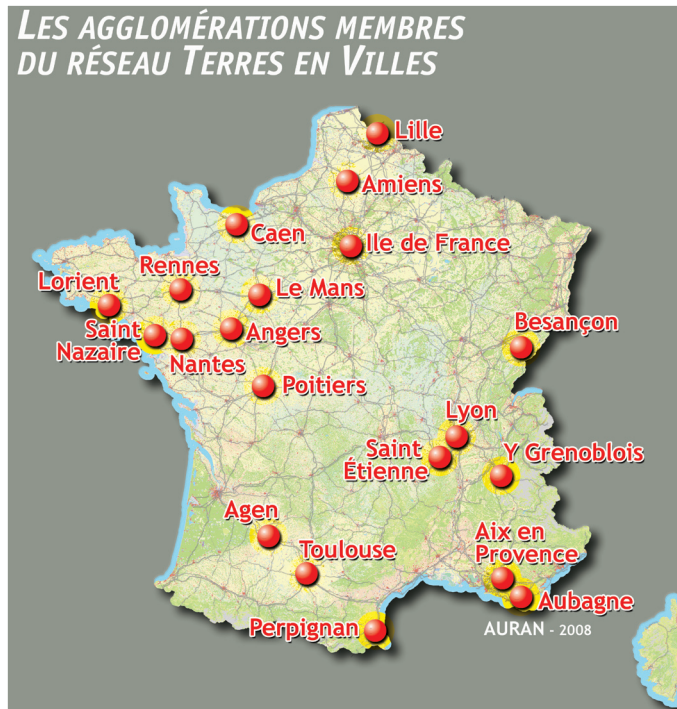 LES AGGLOMÉRATIONS MEMBRES
DU RÉSEAU TERRES EN VILLES
Lille
Amiens
Caen
Ile de France
Rennes
Le Mans
Lorient
Saint
Nazaire
Nantes
Angers
Besançon
Poitiers
Lyon
Saint
Étienne
Y Grenoblois
Agen
Toulouse
Aix en
Provence
Aubagne
Perpignan
AURAN - 2008